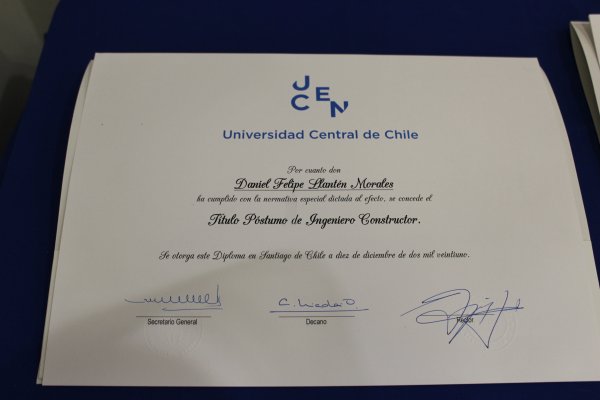 UCEN
Universidad Central de Chile
Por cuanto don
Daniel Felipe Llantén Morales
ha cumplido con la normativa especial dictada al efecto, se concede el
Título Póstumo de Ingeniero Constructor.
Se otorga este Diploma en Santiago de Chile a diez de diciembre de dos mil veintiuno.
Secretario General
Decano
Rector